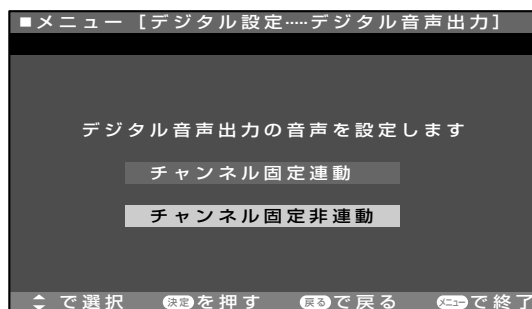 ■メニュー [デジタル設定……デジタル音声出力]
デジタル音声出力の音声を設定します
チャンネル固定連動
チャンネル固定非連動
で選択 決定を押す 戻るで戻る メニューで終了